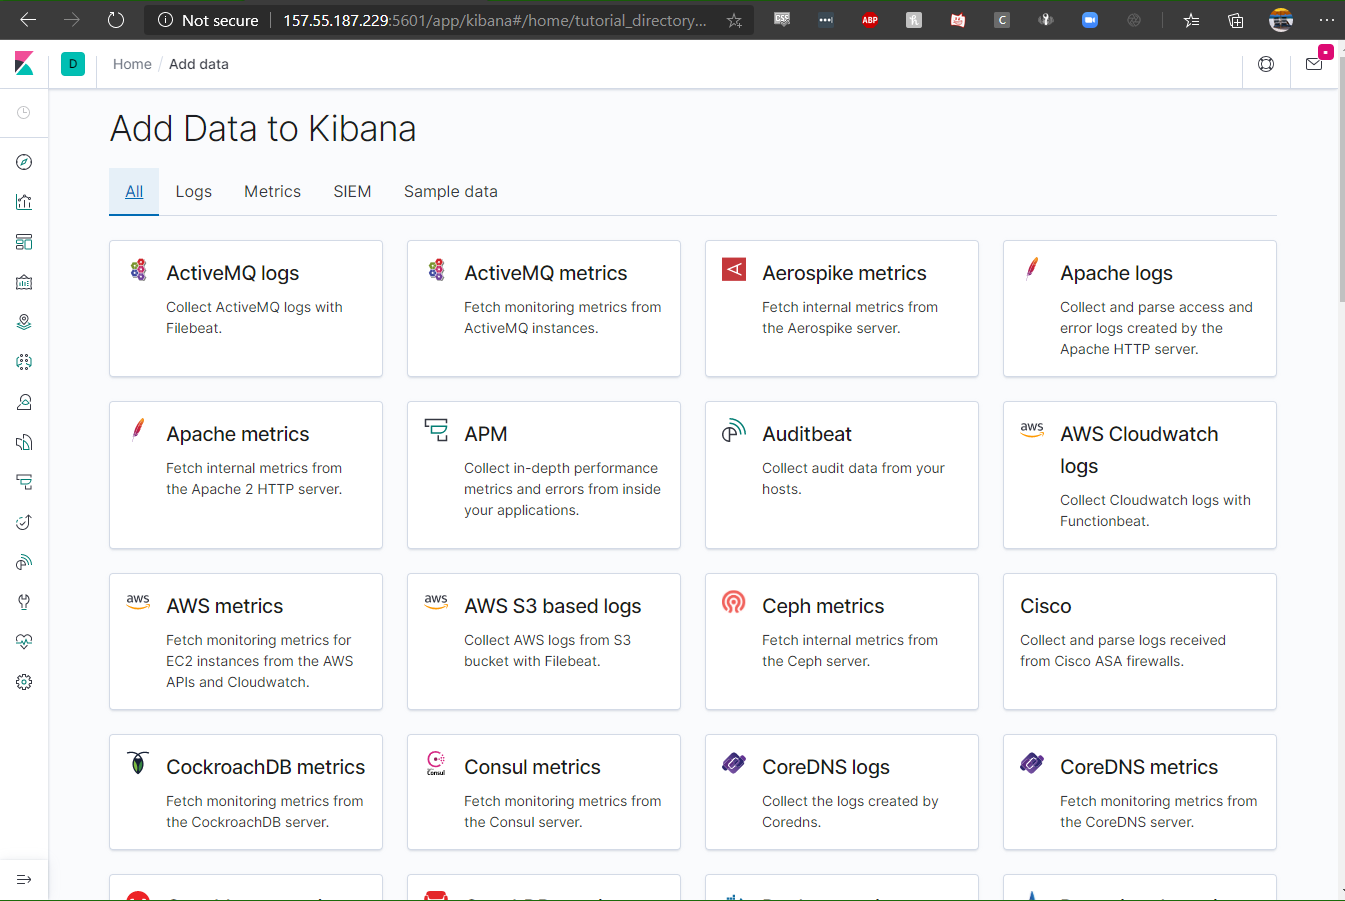 Not secure 157.55.187.229:5601/app/kibana#/home/tutorial_directory...
CSP
ABP
C
D Home / Add data
Add Data to Kibana
All Logs Metrics SIEM Sample data
ActiveMQ logs
Collect ActiveMQ logs with
Filebeat.
ActiveMQ metrics
Fetch monitoring metrics from
ActiveMQ instances.
Aerospike metrics
Fetch internal metrics from
the Aerospike server.
Apache logs
Collect and parse access and
error logs created by the
Apache HTTP server.
Apache metrics
Fetch internal metrics from
the Apache 2 HTTP server.
APM
Collect in-depth performance
metrics and errors from inside
your applications.
Auditbeat
Collect audit data from your
hosts.
aws
AWS Cloudwatch
logs
Collect Cloudwatch logs with
Functionbeat.
aws
AWS metrics
Fetch monitoring metrics for
EC2 instances from the AWS
APIs and Cloudwatch.
aws
AWS S3 based logs
Collect AWS logs from S3
bucket with Filebeat.
Ceph metrics
Fetch internal metrics from
the Ceph server.
Cisco
Collect and parse logs received
from Cisco ASA firewalls.
CockroachDB metrics
Fetch monitoring metrics from
the CockroachDB server.
Consul
Consul metrics
Fetch monitoring metrics from
the Consul server.
CoreDNS logs
Collect the logs created by
Coredns.
CoreDNS metrics
Fetch monitoring metrics from
the CoreDNS server.